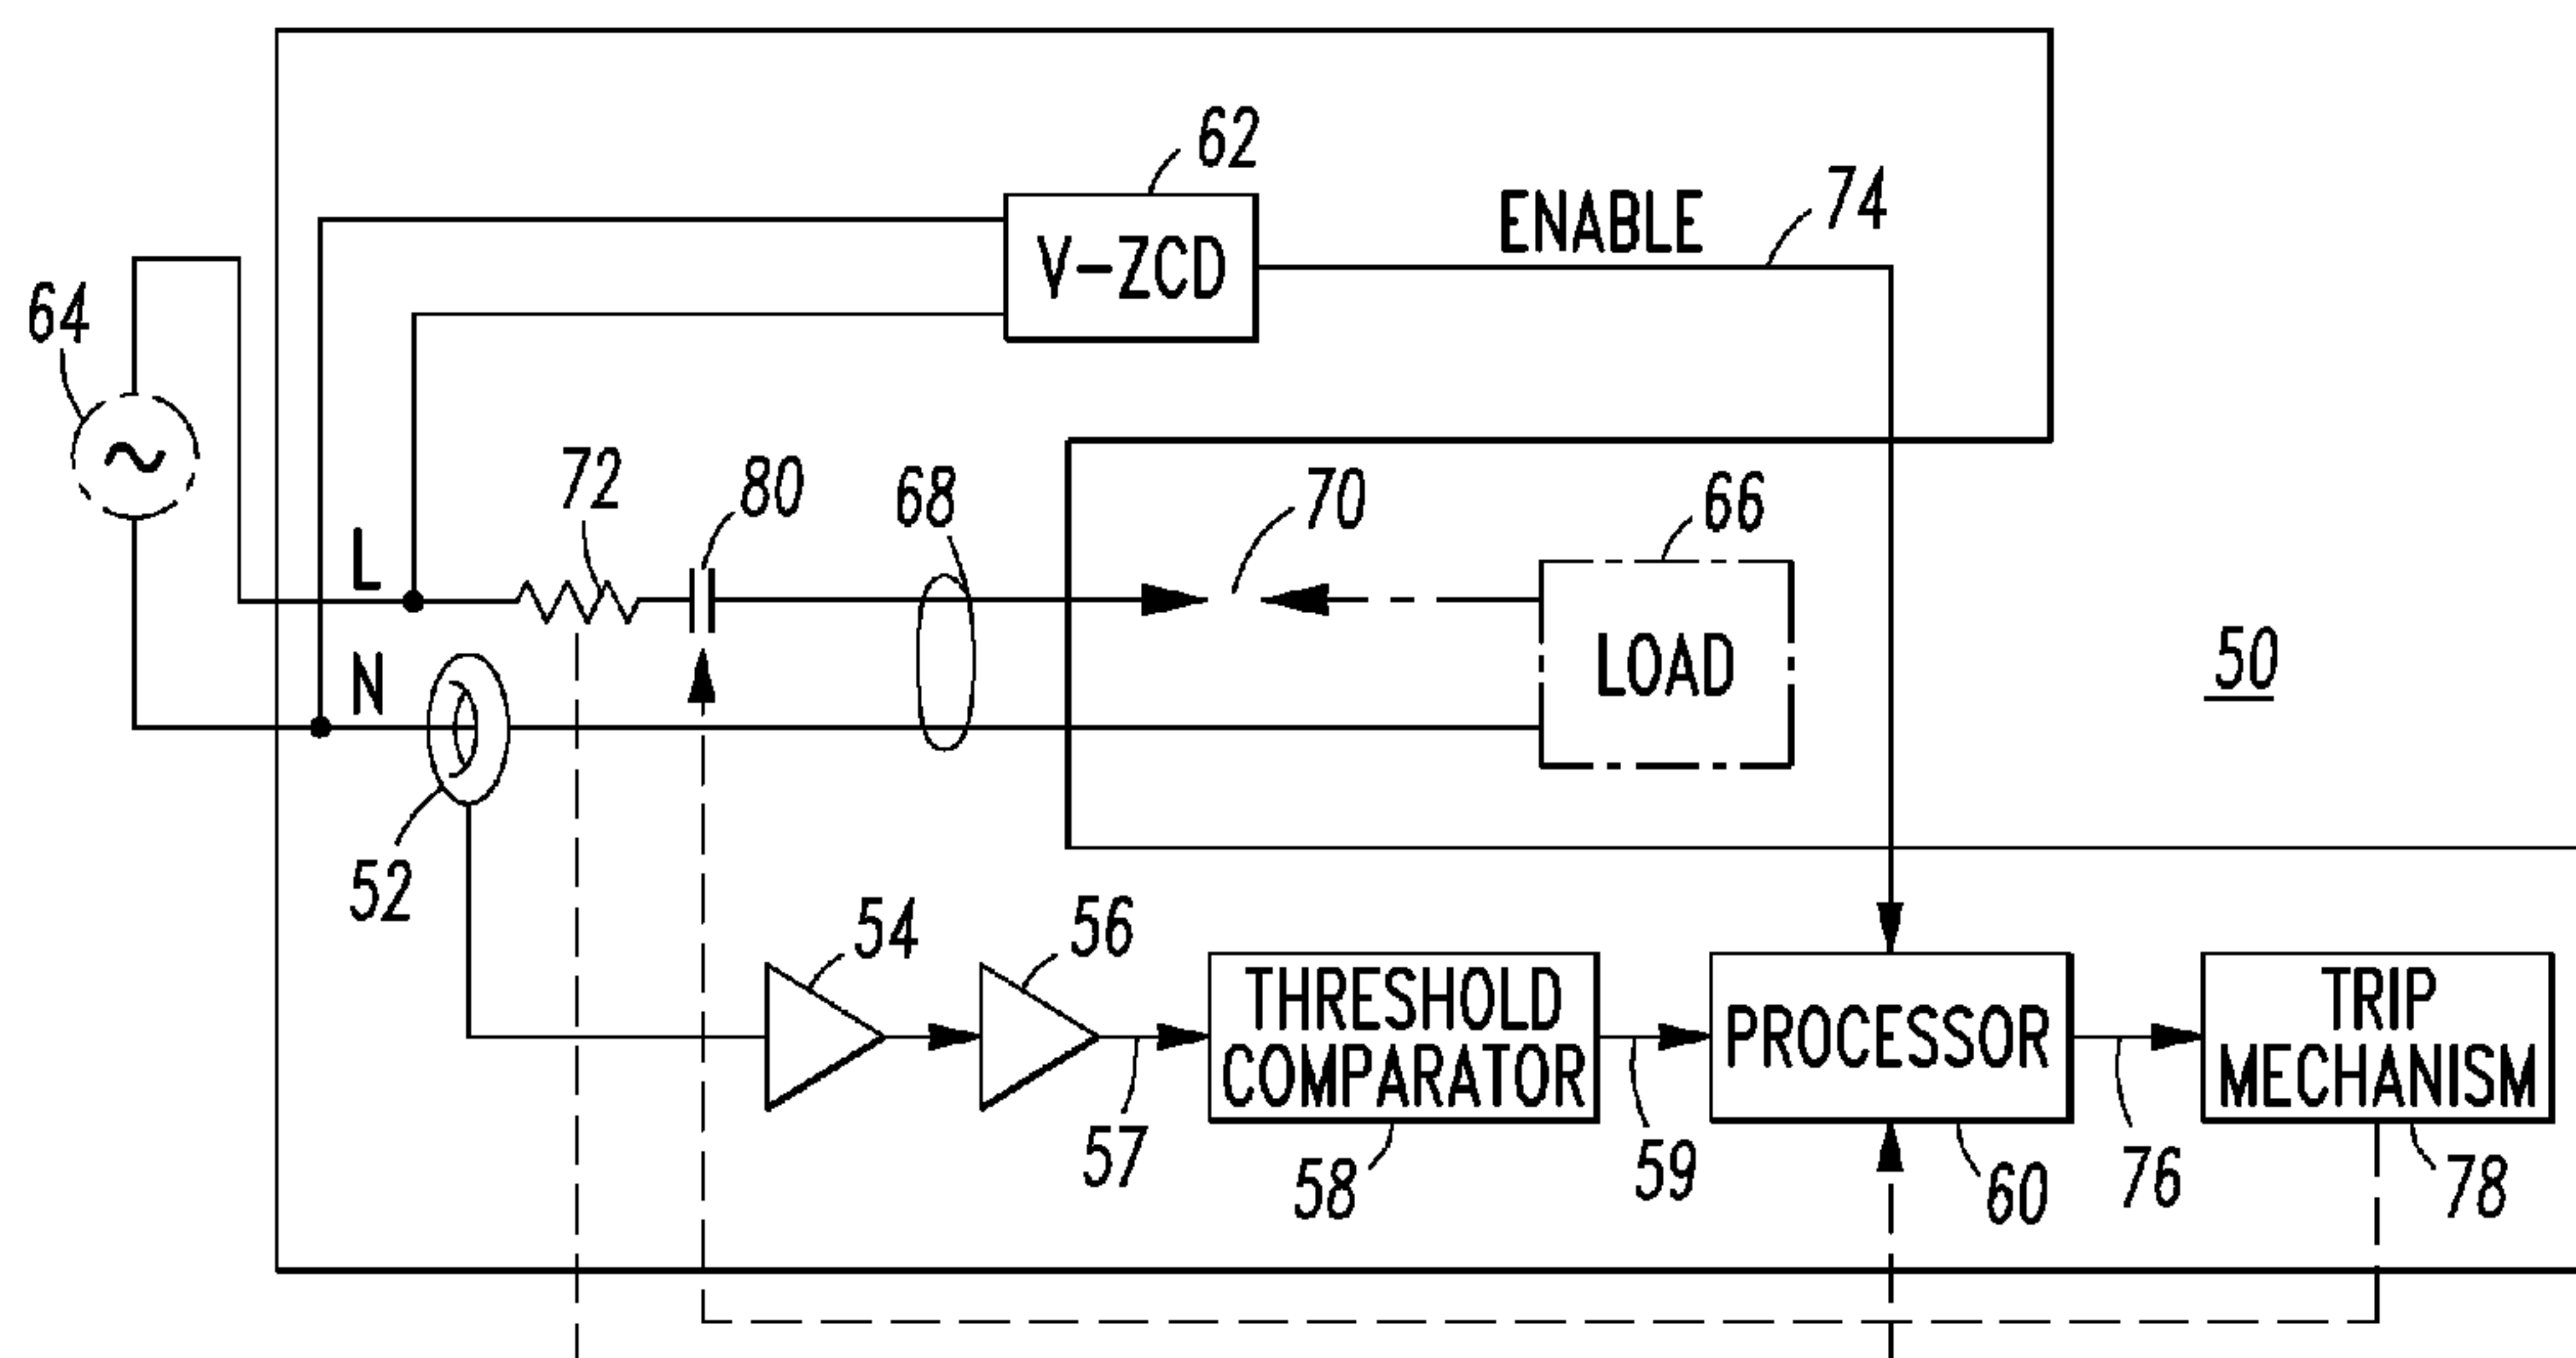 62
V-ZCD
ENABLE
74
64
72
80
68
70
66
L
N
LOAD
50
52
54
56
57
THRESHOLD
COMPARATOR
58
59
PROCESSOR
60
76
TRIP
MECHANISM
78